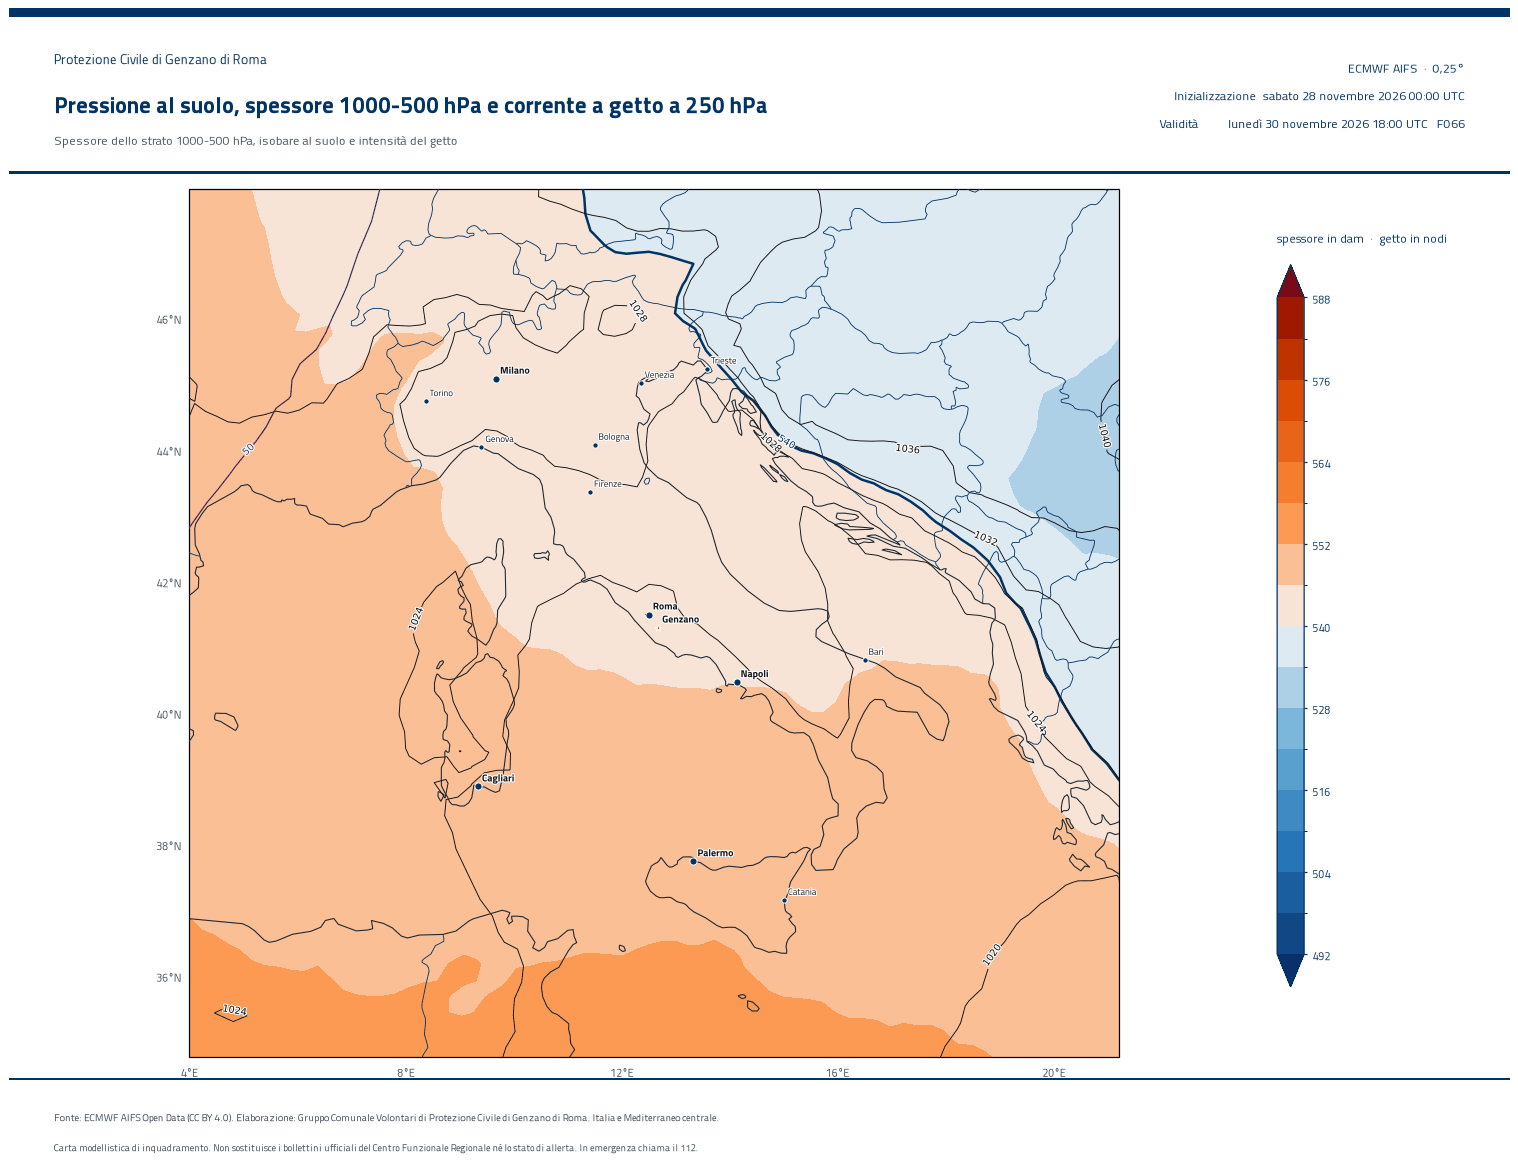 Protezione Civile di Genzano di Roma
Pressione al suolo, spessore 1000-500 hPa e corrente a getto a 250 hPa
Spessore dello strato 1000-500 hPa, isobare al suolo e intensità del getto
ECMWF AIFS · 0,25°
Inizializzazione sabato 28 novembre 2026 00:00 UTC
Validità lunedì 30 novembre 2026 18:00 UTC F066
spessore in dam · getto in nodi
588
576
564
552
540
528
516
504
492
46°N
44°N
42°N
40°N
38°N
36°N
4°E
8°E
12°E
16°E
20°E
1028
Trieste
Milano
Venezia
Torino
Genova
Bologna
540
1028
1036
1040
50
Firenze
1032
1024
Roma
Genzano
Bari
Napoli
1024
Cagliari
Palermo
Catania
1020
1024
Fonte: ECMWF AIFS Open Data (CC BY 4.0). Elaborazione: Gruppo Comunale Volontari di Protezione Civile di Genzano di Roma. Italia e Mediterraneo centrale.
Carta modellistica di inquadramento. Non sostituisce i bollettini ufficiali del Centro Funzionale Regionale né lo stato di allerta. In emergenza chiama il 112.